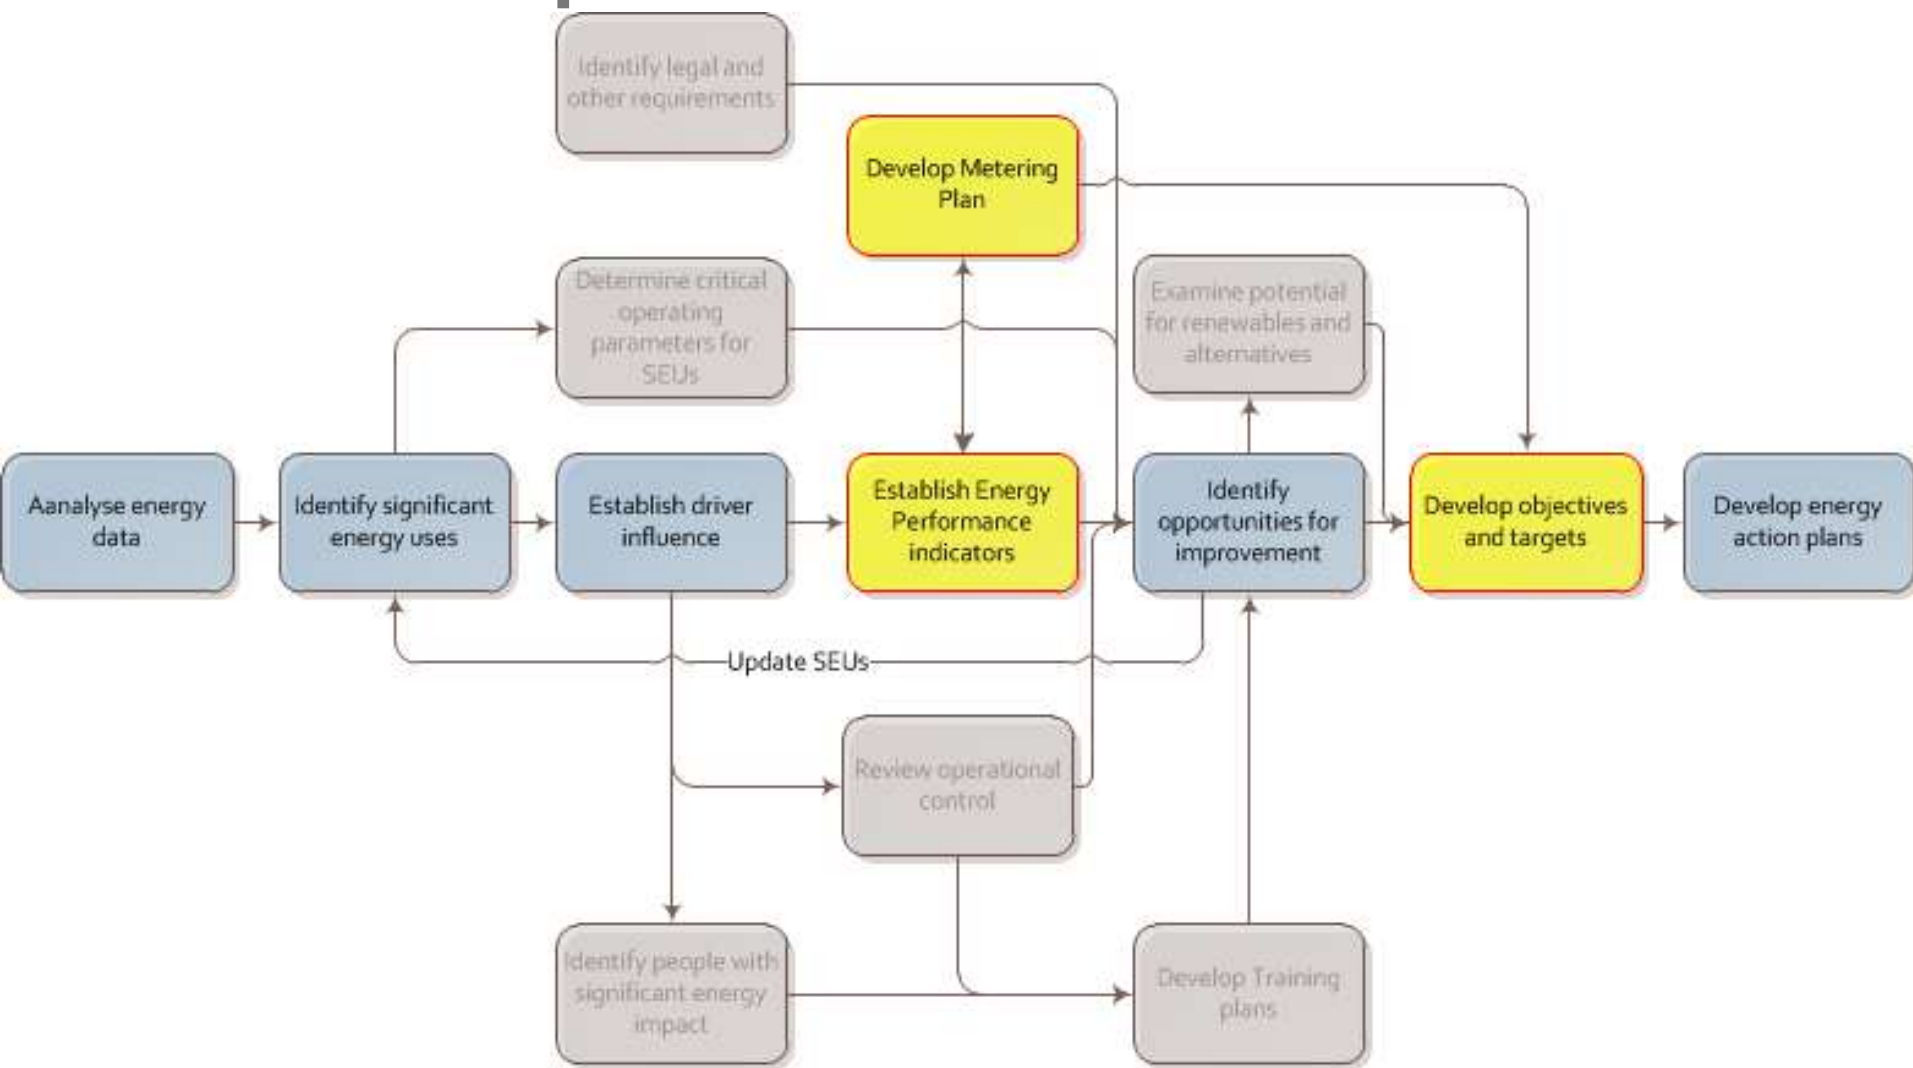 Identify legal and
other requirements
Develop Metering
Plan
Determine critical
operating
parameters for
SEUs
Examine potential
for renewables and
alternatives
Aanalyse energy
data
Identify significant
energy uses
Establish driver
influence
Establish Energy
Performance
indicators
Identify
opportunities for
improvement
Develop objectives
and targets
Develop energy
action plans
Update SEUs
Review operational
control
Identify people with
significant energy
impact
Develop Training
plans